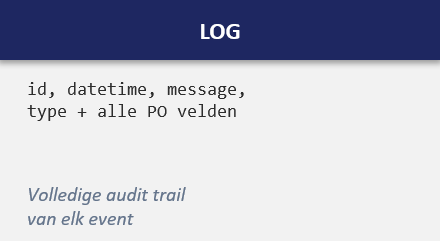 LOG
id, datetime, message,
type + alle PO velden
Volledige audit trail
van elk event